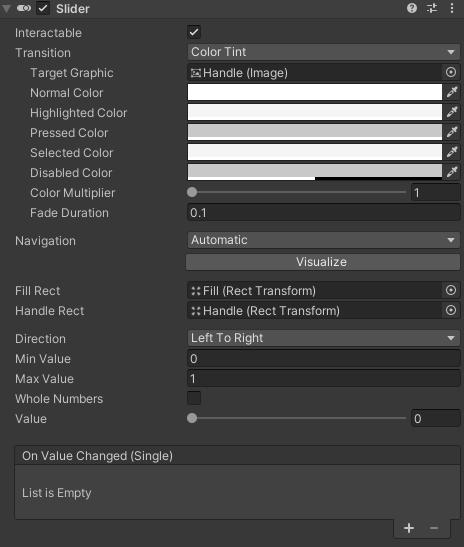 Slider
Interactable
Transition Color Tint
Target Graphic Handle (Image)
Normal Color
Highlighted Color
Pressed Color
Selected Color
Disabled Color
Color Multiplier 1
Fade Duration 0.1
Navigation Automatic
Visualize
Fill Rect Fill (Rect Transform)
Handle Rect Handle (Rect Transform)
Direction Left To Right
Min Value 0
Max Value 1
Whole Numbers
Value 0
On Value Changed (Single)
List is Empty